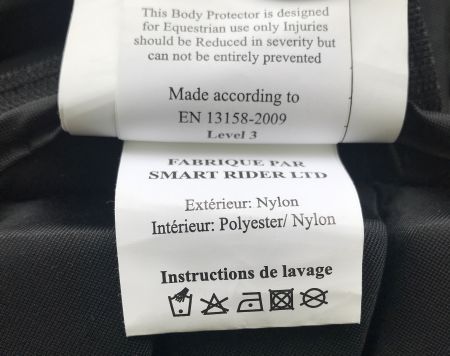 This Body Protector is designed
for Equestrian use only Injuries
should be Reduced in severity but
can not be entirely prevented
Made according to
EN 13158-2009
Level 3
FABRIQUE PAR
SMART RIDER LTD
Extérieur: Nylon
Intérieur: Polyester/ Nylon
Instructions de lavage